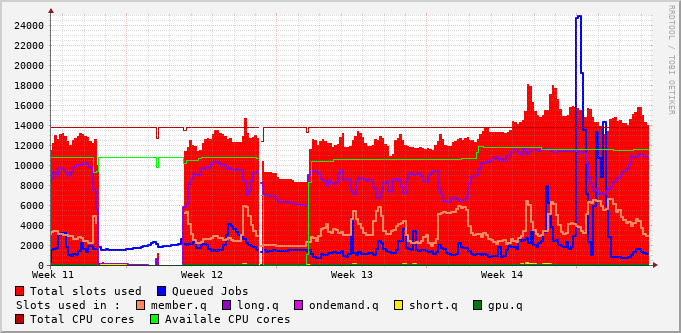 24000
22000
20000
18000
16000
14000
12000
10000
8000
6000
4000
2000
0
Week 11 Week 12 Week 13 Week 14
Total slots used Queued Jobs
Slots used in : member.q long.q ondemand.q short.q gpu.q
Total CPU cores Availale CPU cores
RRDTOOL / TOBI OETIKER